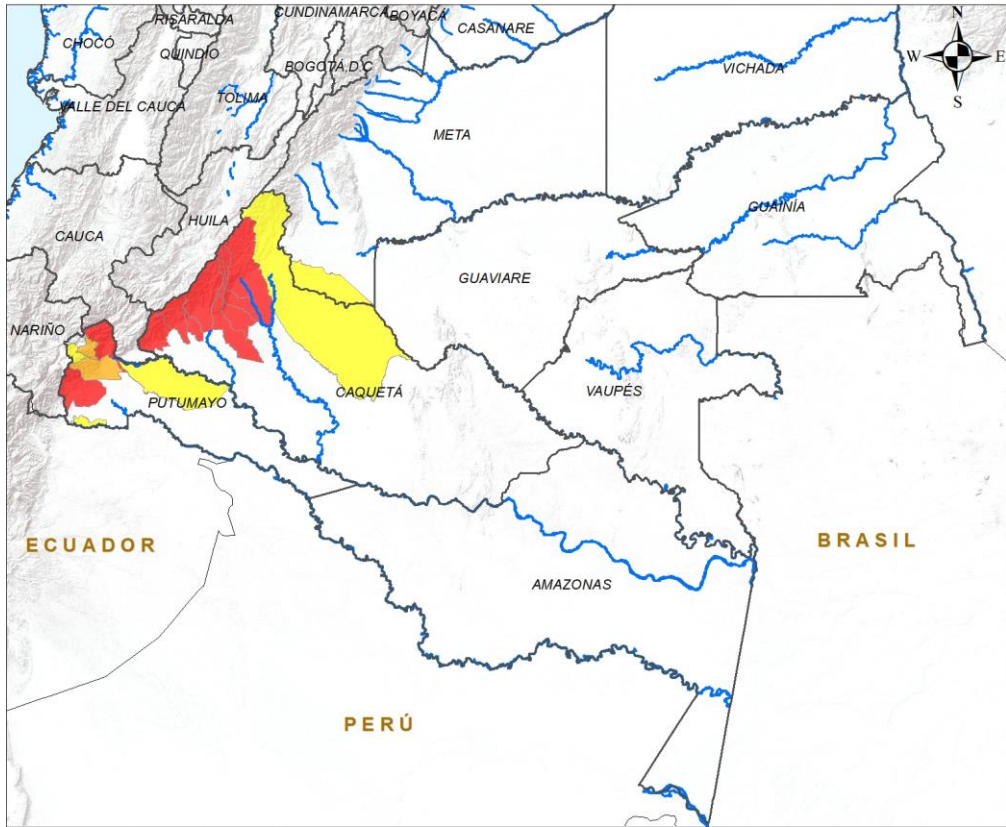 CUNDINAMARCA
BOYACÁ
RISARALDA
N
CASANARE
CHOCÓ
QUINDÍO
BOGOTÁ D.C
W
E
VICHADA
TOLIMA
VALLE DEL CAUCA
S
META
GUAINÍA
HUILA
CAUCA
GUAVIARE
NARIÑO
CAQUETÁ
VAUPÉS
PUTUMAYO
ECUADOR
BRASIL
AMAZONAS
PERÚ